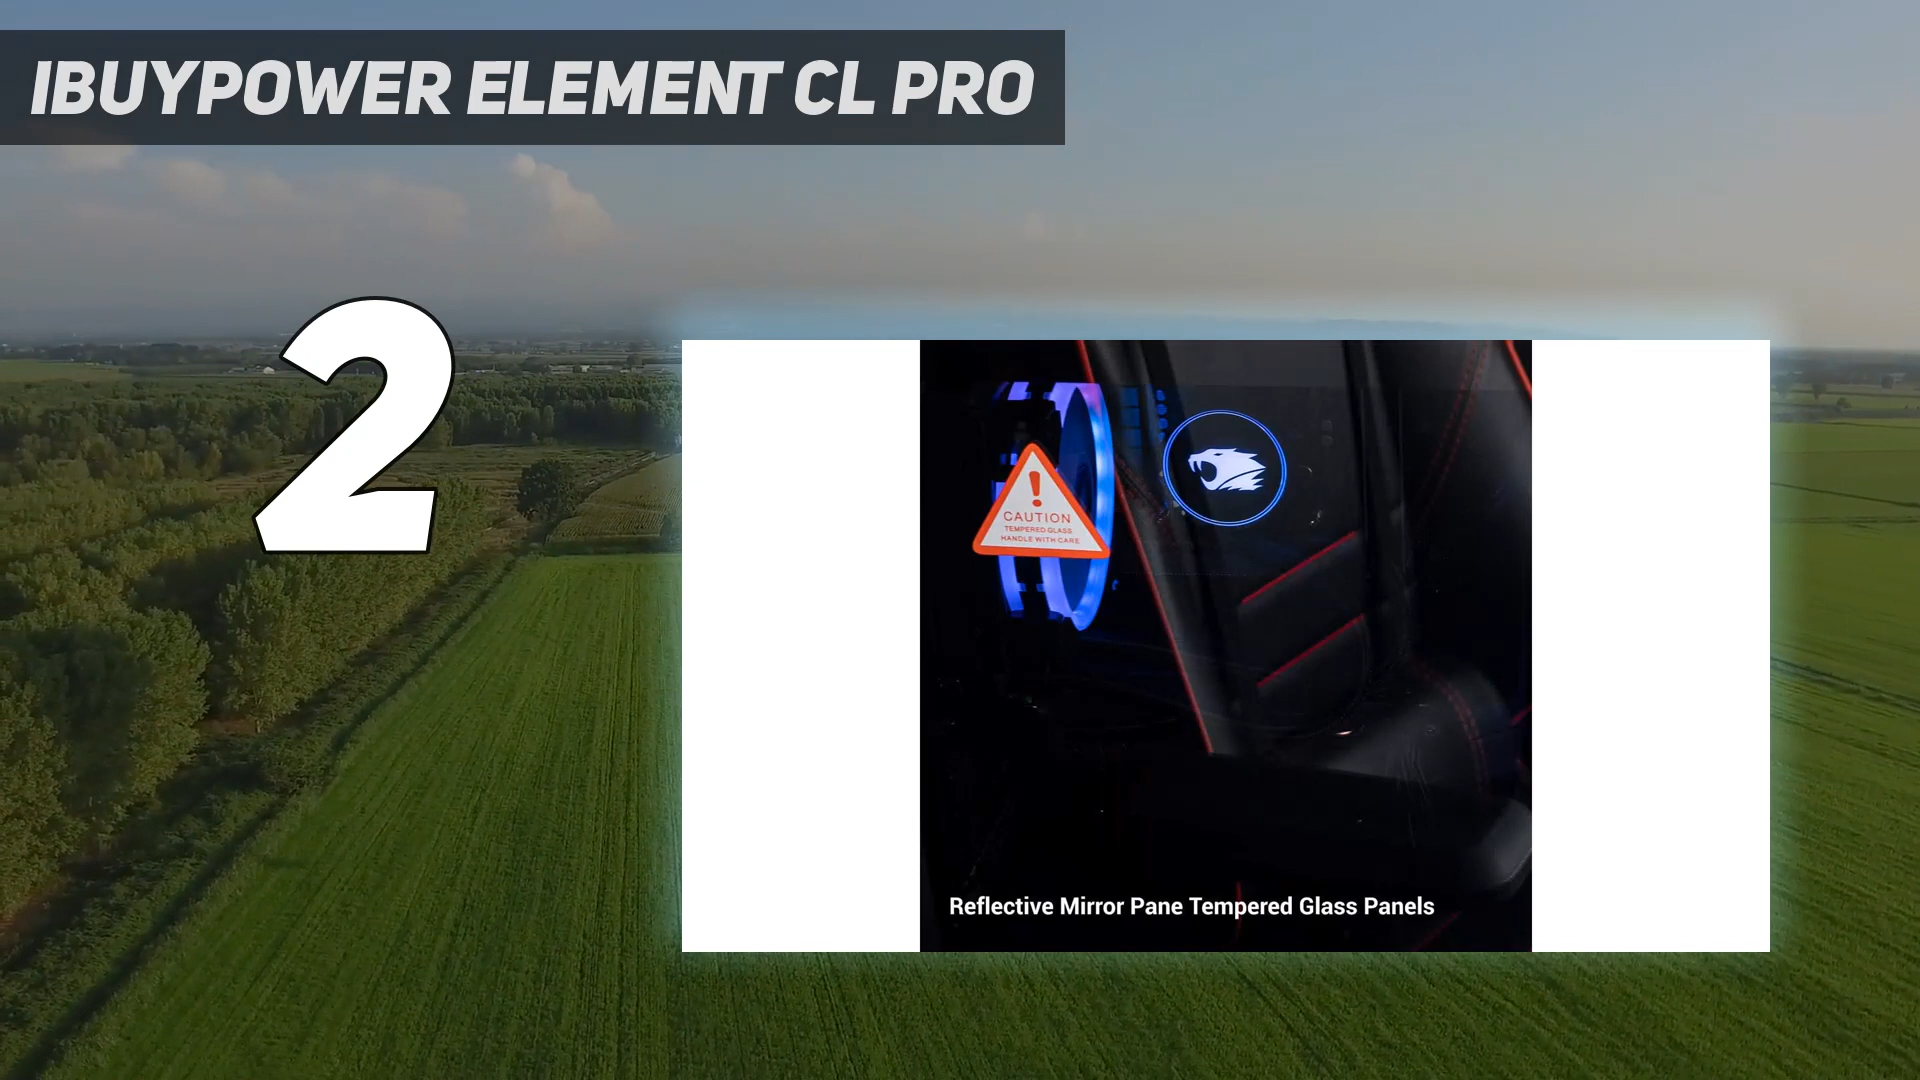 IBUYPOWER ELEMENT CL PRO
2
CAUTION
TEMPERED GLASS
HANDLE WITH CARE
Reflective Mirror Pane Tempered Glass Panels